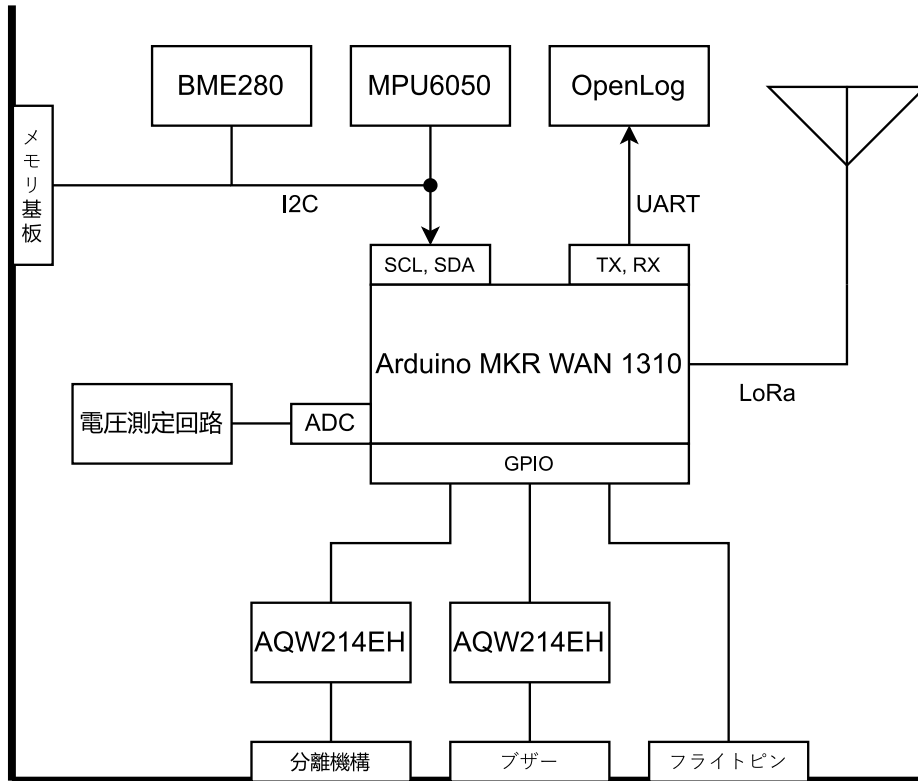 BME280
MPU6050
OpenLog
メモリ基板
I2C
UART
SCL, SDA
TX, RX
Arduino MKR WAN 1310
LoRa
電圧測定回路
ADC
GPIO
AQW214EH
AQW214EH
分離機構
ブザー
フライトピン